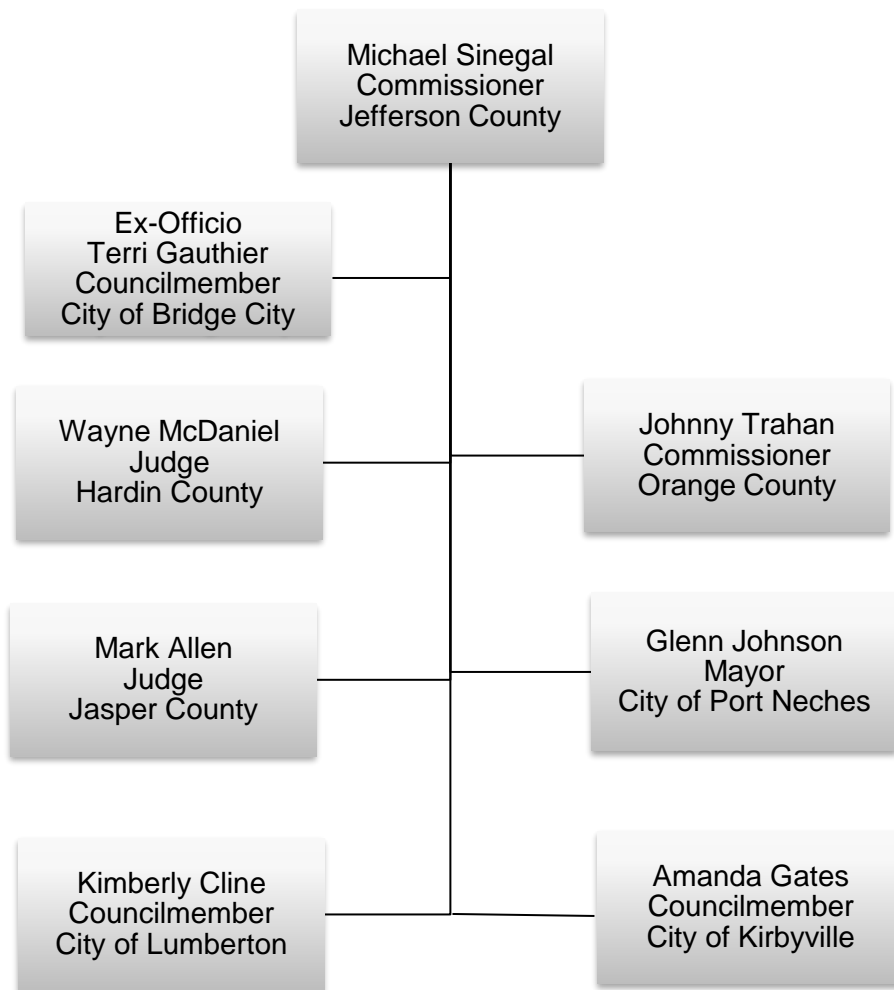 Michael Sinegal
Commissioner
Jefferson County
Ex-Officio
Terri Gauthier
Councilmember
City of Bridge City
Wayne McDaniel
Judge
Hardin County
Johnny Trahan
Commissioner
Orange County
Mark Allen
Judge
Jasper County
Glenn Johnson
Mayor
City of Port Neches
Kimberly Cline
Councilmember
City of Lumberton
Amanda Gates
Councilmember
City of Kirbyville